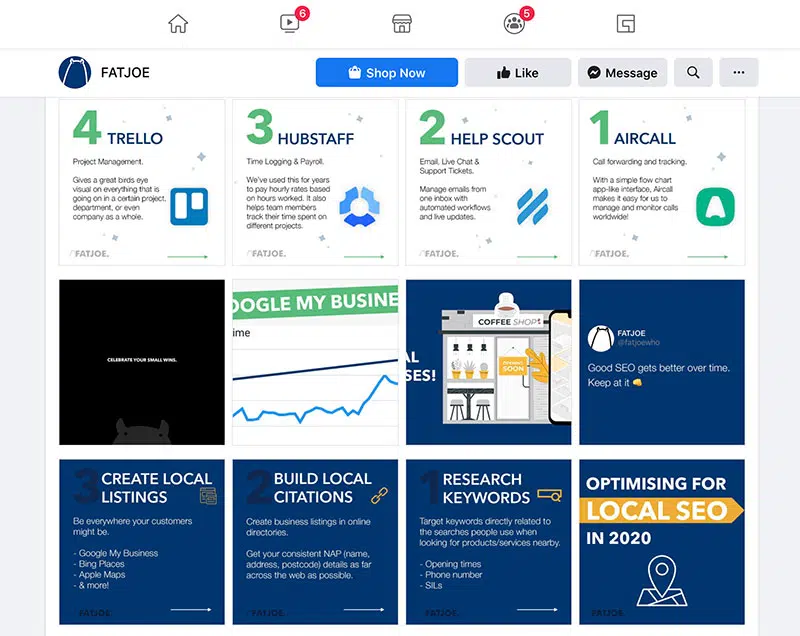 6
5
FATJOE
Shop Now
Like
Message
4 TRELLO
Project Management.
Gives a great birds eye
visual on everything that is
going on in a certain project,
department, or even
company as a whole.
FATJOE.
3 HUBSTAFF
Time Logging & Payroll.
We've used this for years
to pay hourly rates based
on hours worked. It also
helps team members
track their time spent on
different projects.
FATJOE.
2 HELP SCOUT
Email, Live Chat &
Support Tickets.
Manage emails from
one inbox with
automated workflows
and live updates.
FATJOE.
1 AIRCALL
Call forwarding and tracking.
With a simple flow chart
app-like interface, Aircall
makes it easy for us to
manage and monitor calls
worldwide!
FATJOE.
CELEBRATE YOUR SMALL WINS.
OOGLE MY BUSINE
ime
AL
SES!
COFFEE SHOP
OPENING
SOON
FATJOE
@fatjoewho
Good SEO gets better over time.
Keep at it 👊
3 CREATE LOCAL
LISTINGS
Be everywhere your customers
might be.
- Google My Business
- Bing Places
- Apple Maps
- & more!
FATJOE.
2 BUILD LOCAL
CITATIONS
Create business listings in online
directories.
Get your consistent NAP (name,
address, postcode) details as far
across the web as possible.
FATJOE.
1 RESEARCH
KEYWORDS
Target keywords directly related to
the searches people use when
looking for products/services nearby.
- Opening times
- Phone number
- SILs
FATJOE.
OPTIMISING FOR
LOCAL SEO
IN 2020
FATJOE.